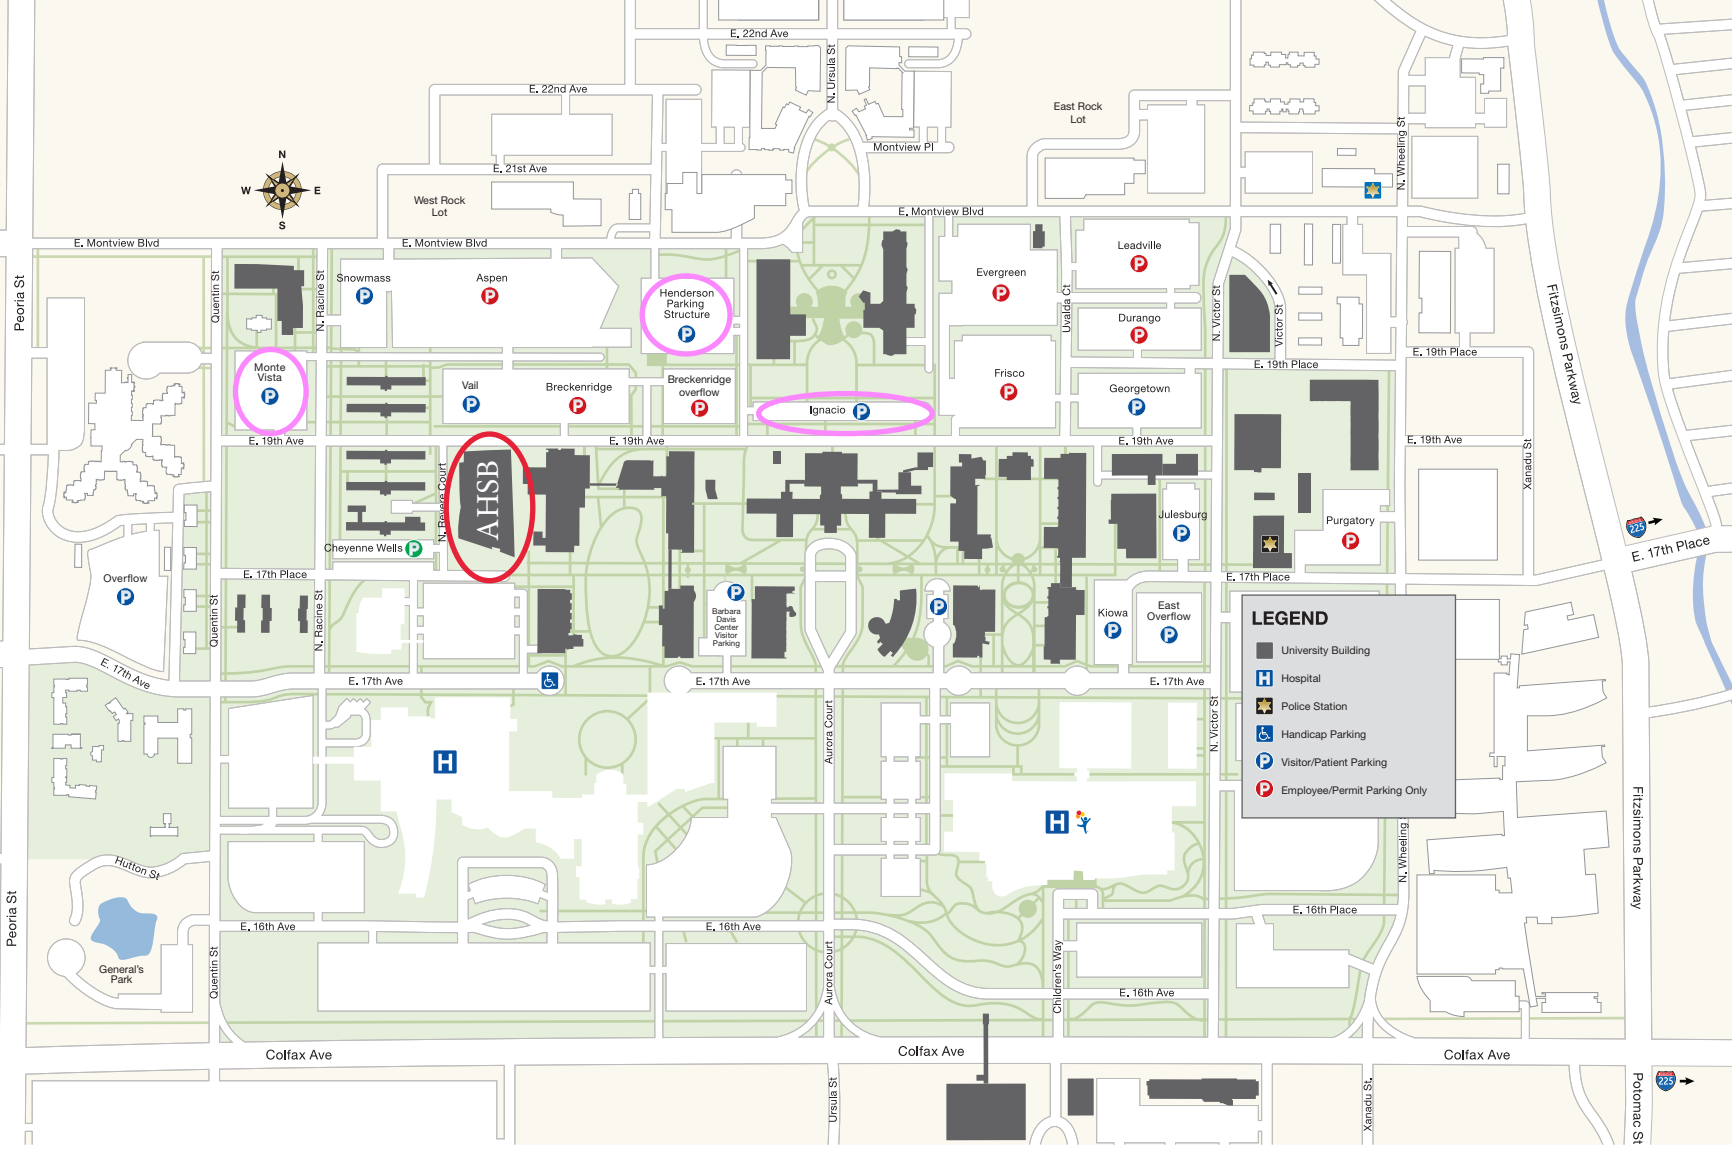 E. 22nd Ave
N. Ursula St
E. 22nd Ave
East Rock
Lot
N. Wheeling St
Montview Pl
N
W
E
S
E. 21st Ave
West Rock
Lot
E. Montview Blvd
E. Montview Blvd
E. Montview Blvd
Peoria St
Quentin St
N. Racine St
Snowmass
P
Aspen
P
Henderson
Parking
Structure
P
Evergreen
P
Leadville
P
Uvalda Ct
Durango
P
N. Victor St
Victor St
Fitzsimons Parkway
E. 19th Place
E. 19th Place
Monte
Vista
P
Vail
P
Breckenridge
P
Breckenridge
overflow
P
Ignacio
P
Frisco
P
Georgetown
P
E. 19th Ave
E. 19th Ave
E. 19th Ave
E. 19th Ave
N. Revere Court
AHSB
Xanadu St
Julesburg
P
Purgatory
P
225
E. 17th Place
Cheyenne Wells
P
E. 17th Place
E. 17th Place
Overflow
P
Quentin St
N. Racine St
P
Barbara
Davis
Center
Visitor
Parking
P
Kiowa
P
East
Overflow
P
LEGEND
University Building
H Hospital
Police Station
Handicap Parking
P Visitor/Patient Parking
P Employee/Permit Parking Only
E. 17th Ave
E. 17th Ave
E. 17th Ave
E. 17th Ave
Aurora Court
N. Victor St
H
H
Fitzsimons Parkway
N. Wheeling
Hutton St
Peoria St
E. 16th Ave
E. 16th Ave
E. 16th Place
General's
Park
Quentin St
Aurora Court
Children's Way
E. 16th Ave
Colfax Ave
Colfax Ave
Colfax Ave
Ursula St
Xanadu St.
Potomac St
225